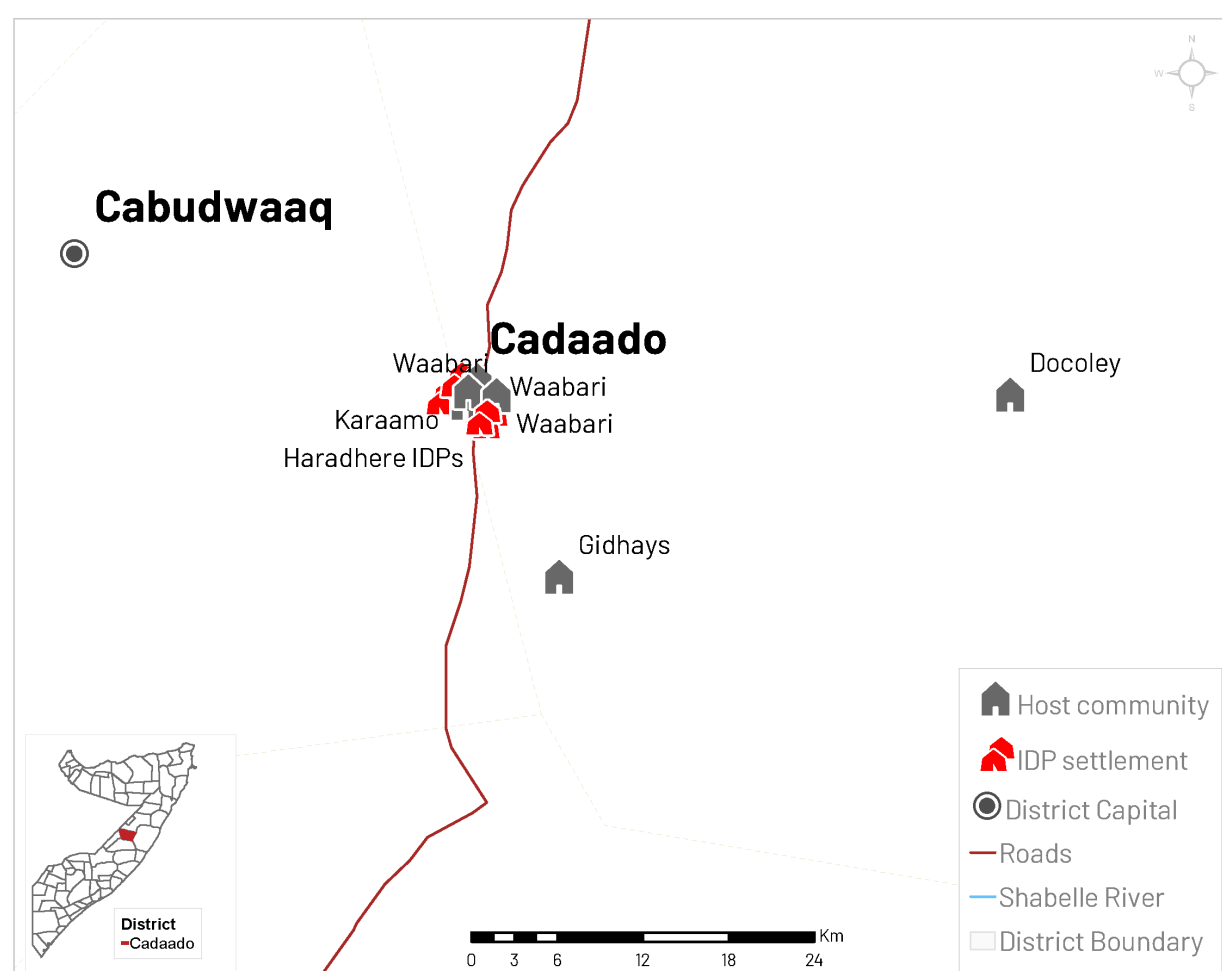 N
W
S
Cabudwaaq
Cadaado
Waabari
Waabari
Docoley
Karaamo
Waabari
Haradhere IDPs
Gidhays
Host community
IDP settlement
District Capital
Roads
Shabelle River
District Boundary
District
Cadaado
Km
0 3 6 12 18 24